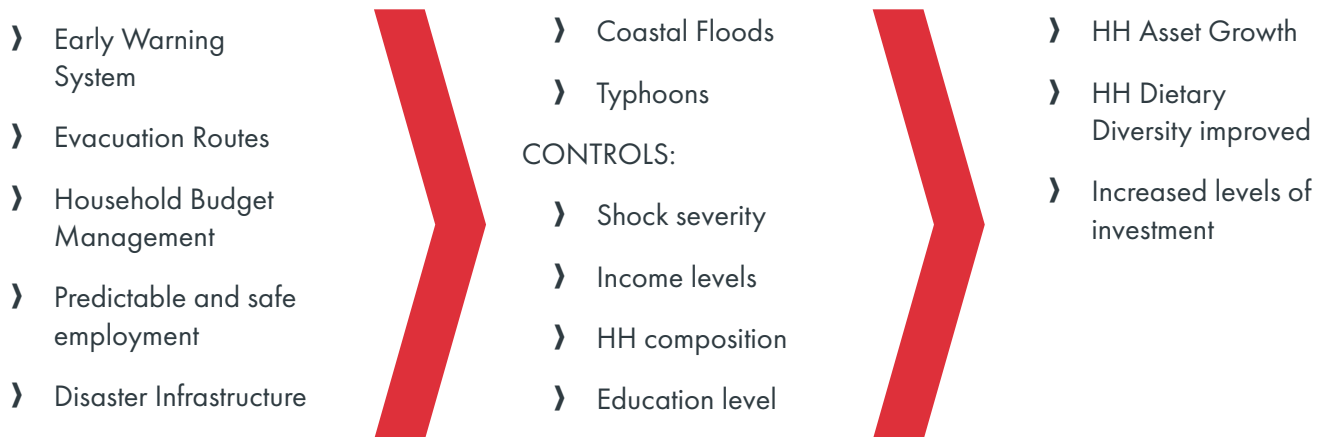 ❱ Early Warning
System
❱ Evacuation Routes
❱ Household Budget
Management
❱ Predictable and safe
employment
❱ Disaster Infrastructure
❱ Coastal Floods
❱ Typhoons
CONTROLS:
❱ Shock severity
❱ Income levels
❱ HH composition
❱ Education level
❱ HH Asset Growth
❱ HH Dietary
Diversity improved
❱ Increased levels of
investment